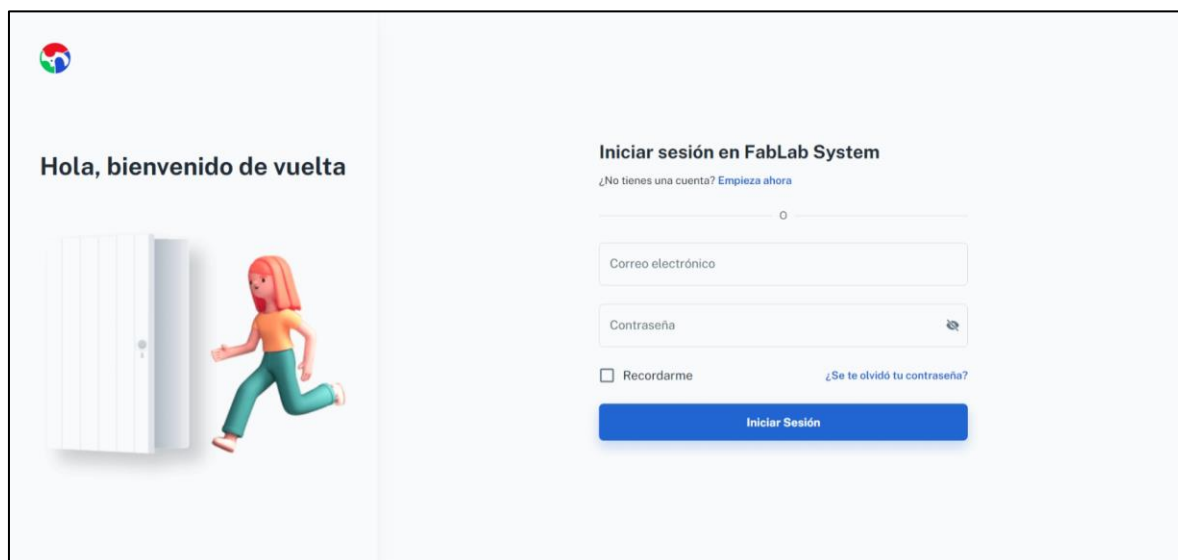 Hola, bienvenido de vuelta
Iniciar sesión en FabLab System
¿No tienes una cuenta? Empieza ahora
O
Correo electrónico
Contraseña
Recordarme
¿Se te olvidó tu contraseña?
Iniciar Sesión